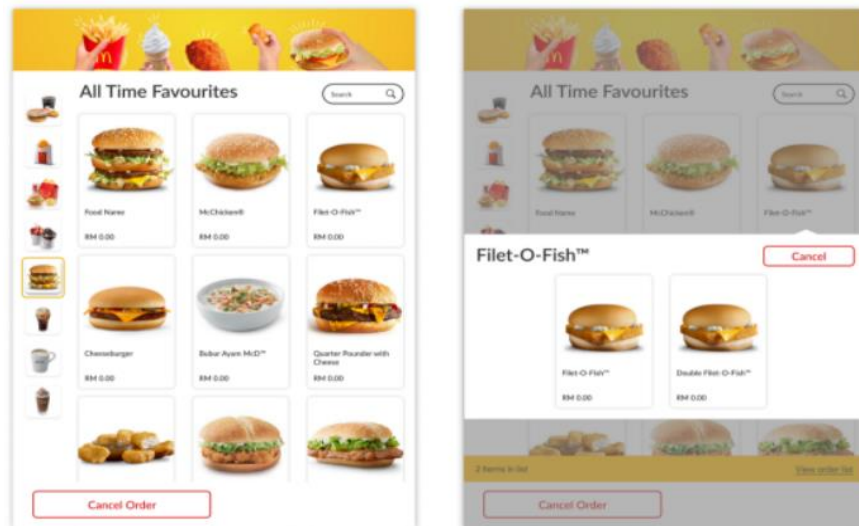 All Time Favourites
Search
Food Name
McChicken®
Filet-O-Fish™
RM 0.00
RM 0.00
RM 0.00
Cheeseburger
Bubur Ayam McD™
Quarter Pounder with
Cheese
RM 0.00
RM 0.00
RM 0.00
Cancel Order
All Time Favourites
Search
Food Name
McChicken®
Filet-O-Fish™
Filet-O-Fish™
Cancel
Filet-O-Fish™
Double Filet-O-Fish™
RM 0.00
RM 0.00
2 items in list
View order list
Cancel Order